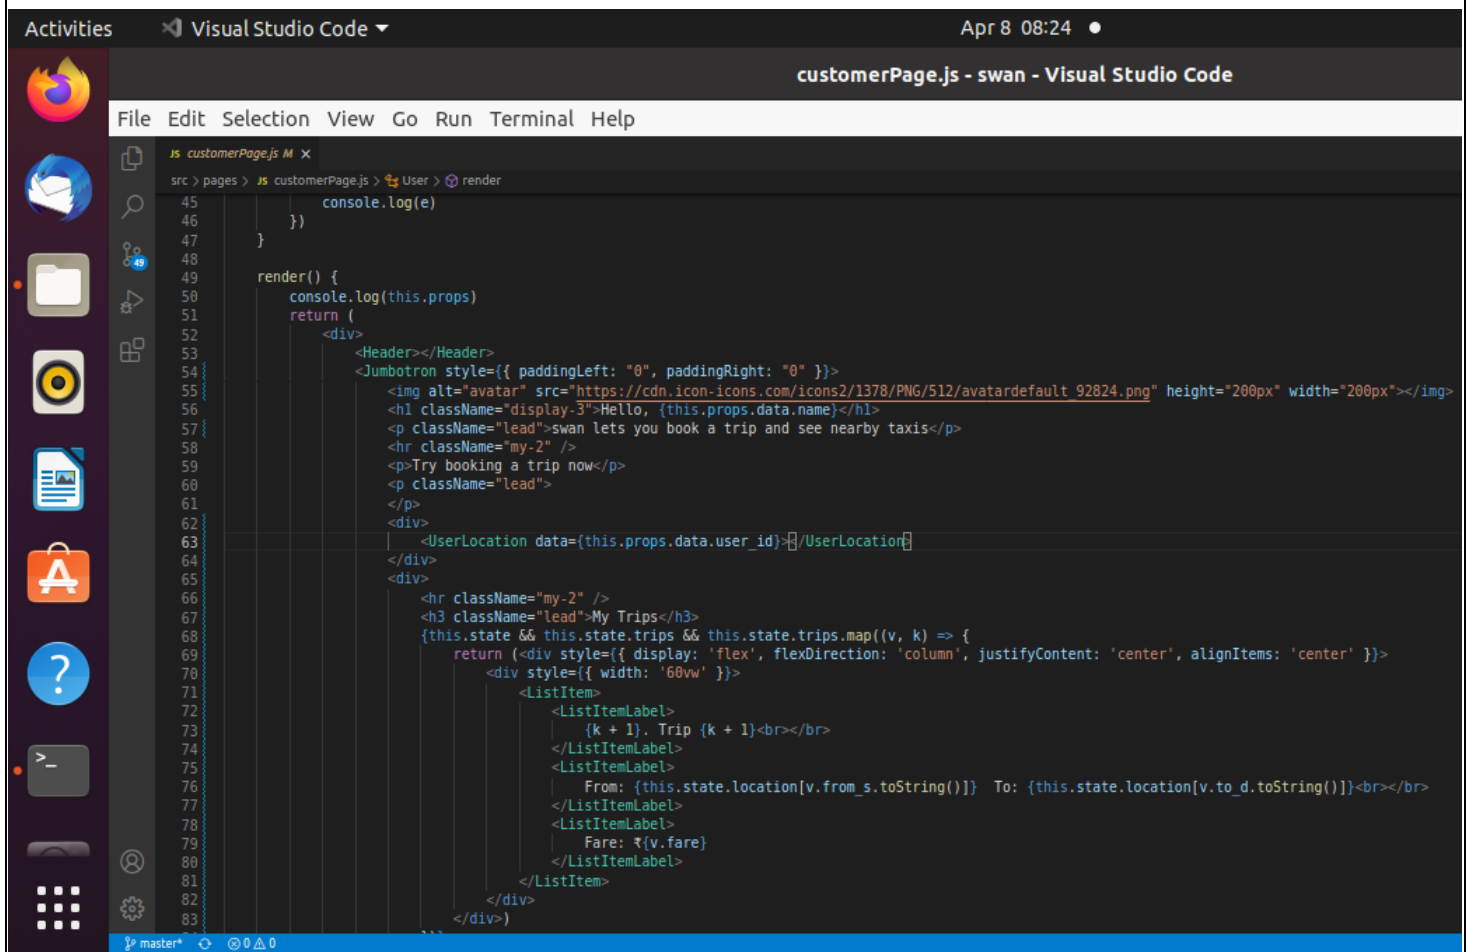 Activities Visual Studio Code Apr 8 08:24
customerPage.js - swan - Visual Studio Code
File Edit Selection View Go Run Terminal Help
JS customerPage.js M ×
src > pages > JS customerPage.js > User > render
45 console.log(e)
46 })
47 }
48
49 render() {
50 console.log(this.props)
51 return (
52 <div>
53 <Header></Header>
54 <Jumbotron style={{ paddingLeft: "0", paddingRight: "0" }}>
55 <img alt="avatar" src="https://cdn.icon-icons.com/icons2/1378/PNG/512/avatardefault_92824.png" height="200px" width="200px"></img>
56 <h1 className="display-3">Hello, {this.props.data.name}</h1>
57 <p className="lead">swan lets you book a trip and see nearby taxis</p>
58 <hr className="my-2" />
59 <p>Try booking a trip now</p>
60 <p className="lead">
61 </p>
62 <div>
63 <UserLocation data={this.props.data.user_id}></UserLocation>
64 </div>
65 <div>
66 <hr className="my-2" />
67 <h3 className="lead">My Trips</h3>
68 {this.state && this.state.trips && this.state.trips.map((v, k) => {
69 return (<div style={{ display: 'flex', flexDirection: 'column', justifyContent: 'center', alignItems: 'center' }}>
70 <div style={{ width: '60vw' }}>
71 <ListItem>
72 <ListItemLabel>
73 {k + 1}. Trip {k + 1}<br></br>
74 </ListItemLabel>
75 <ListItemLabel>
76 From: {this.state.location[v.from_s.toString()]} To: {this.state.location[v.to_d.toString()]}<br></br>
77 </ListItemLabel>
78 <ListItemLabel>
79 Fare: ₹{v.fare}
80 </ListItemLabel>
81 </ListItem>
82 </div>
83 </div>)
49
master* 0 0